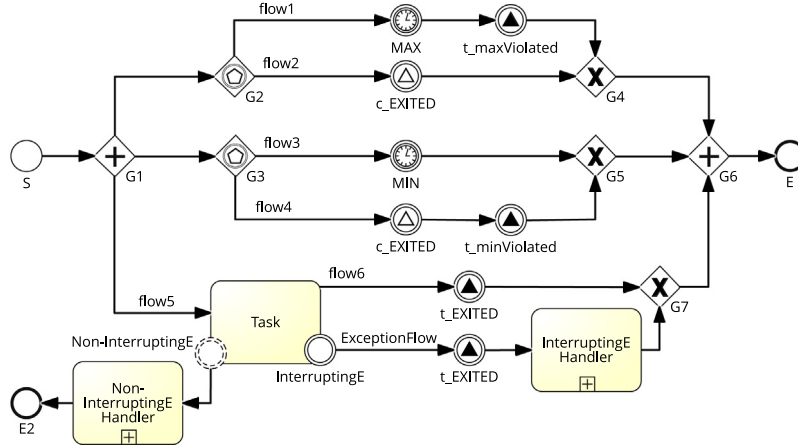 flow1
MAX
t_maxViolated
flow2
G2
c_EXITED
G4
flow3
S
G1
G3
MIN
G5
G6
E
flow4
c_EXITED
t_minViolated
flow6
flow5
Task
t_EXITED
G7
Non-InterruptingE
ExceptionFlow
InterruptingE
Handler
InterruptingE
t_EXITED
Non-
InterruptingE
Handler
E2